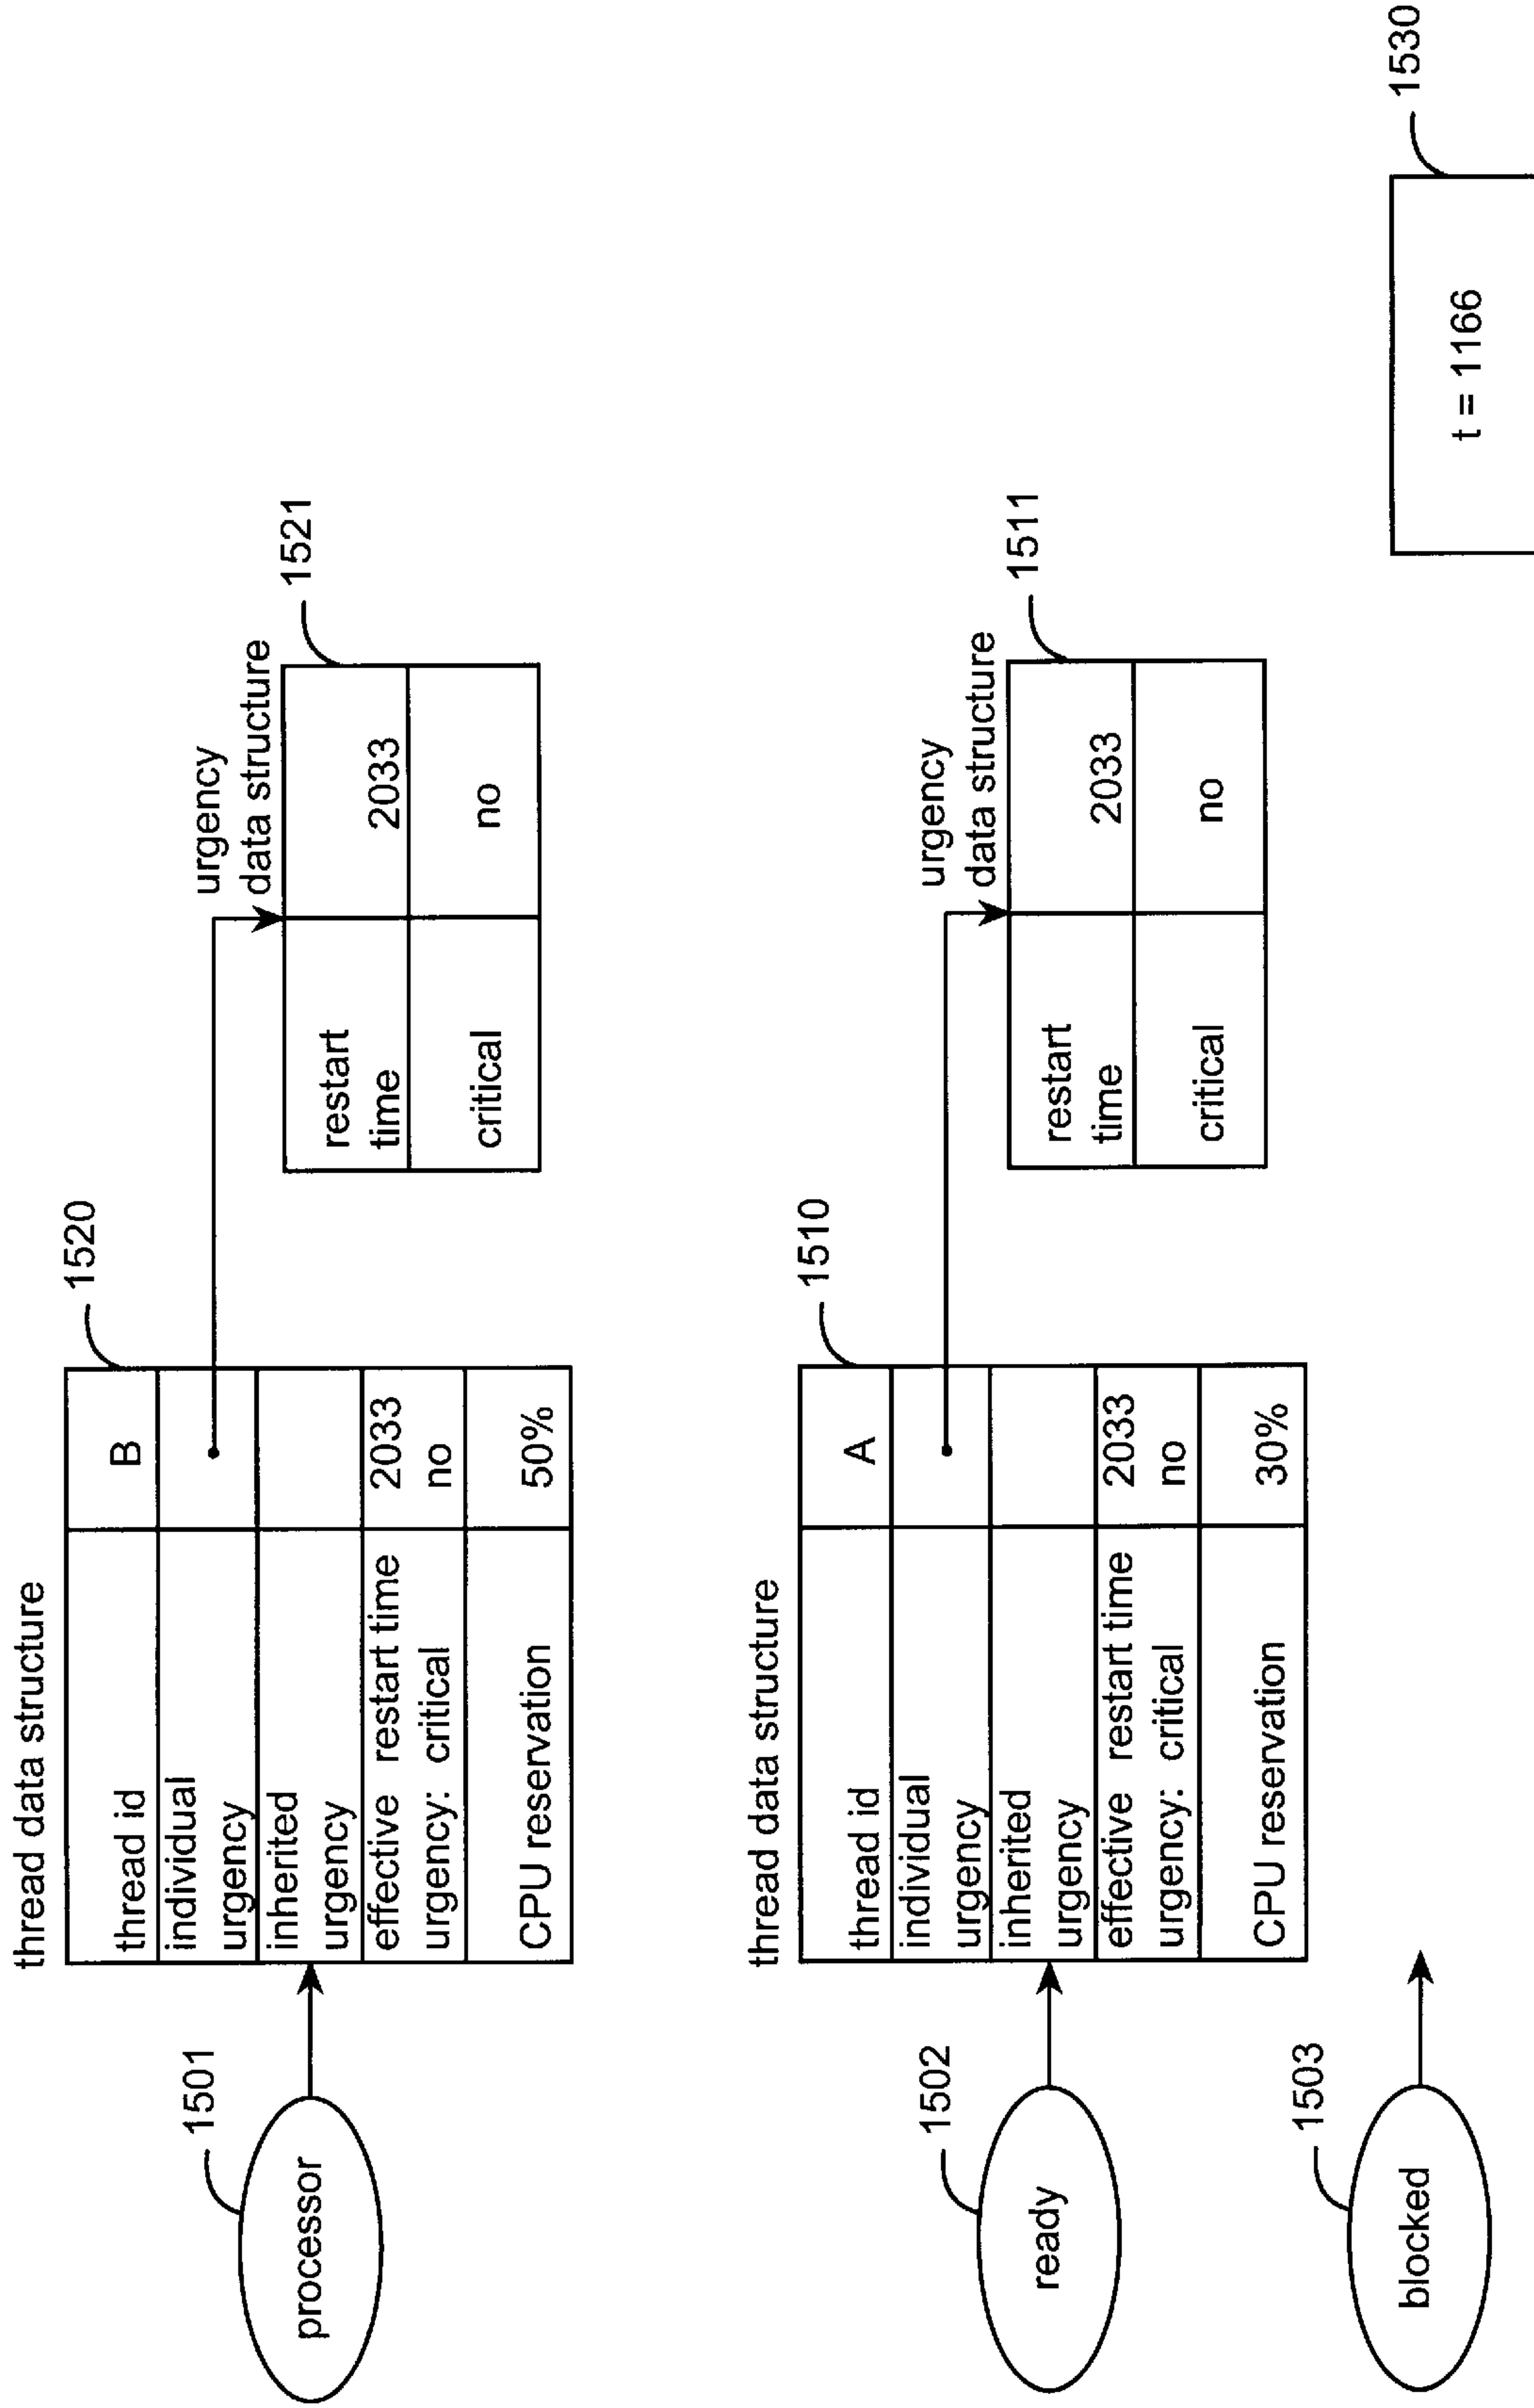 thread data structure
1520
1501
processor
thread id B
individual
urgency
inherited
urgency
effective restart time 2033
urgency: critical no
CPU reservation 50%
urgency
data structure
1521
restart
time 2033
critical no
thread data structure
1510
1502
ready
thread id A
individual
urgency
inherited
urgency
effective restart time 2033
urgency: critical no
CPU reservation 30%
urgency
data structure
1511
restart
time 2033
critical no
1503
blocked
1530
t = 1166